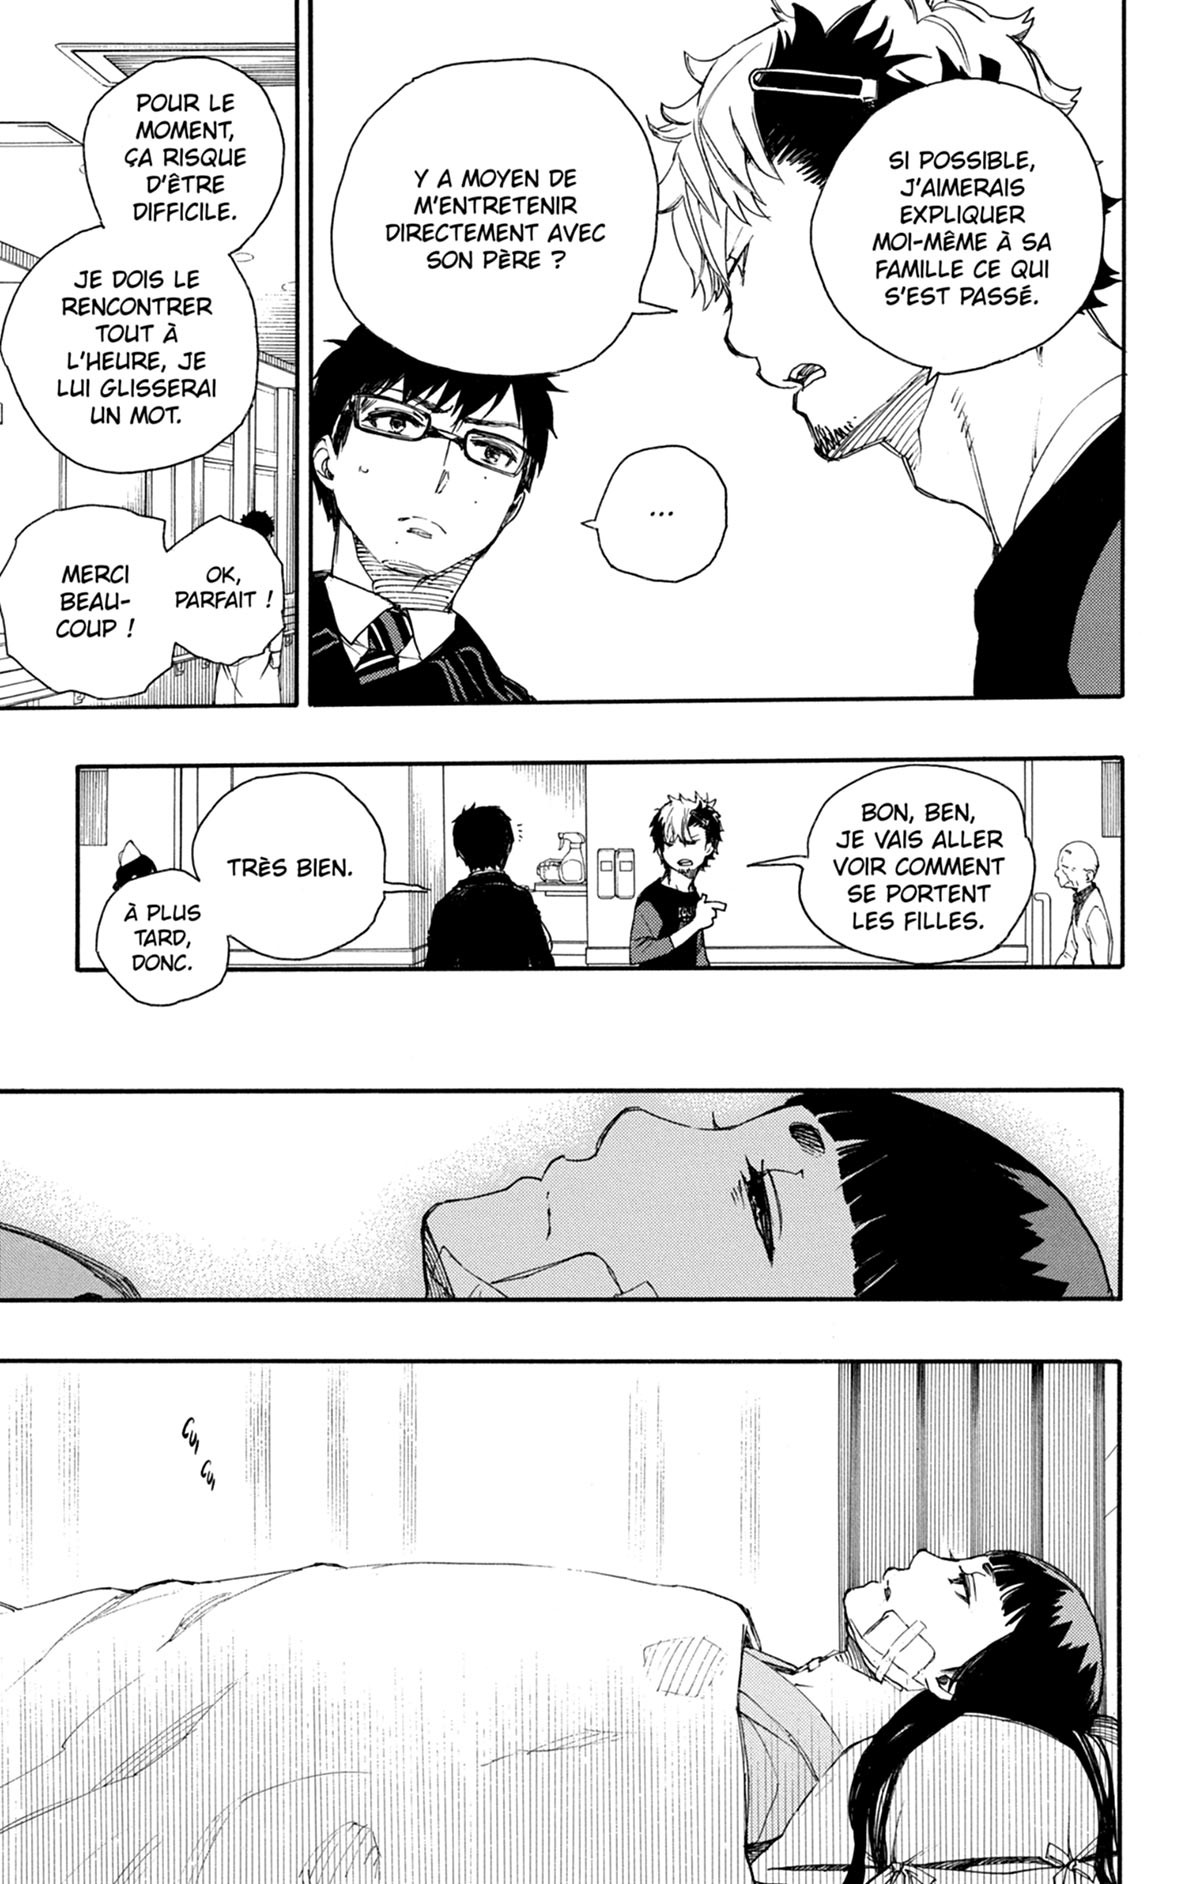 SI POSSIBLE,
J'AIMERAIS
EXPLIQUER
MOI-MÊME À SA
FAMILLE CE QUI
S'EST PASSÉ.
Y A MOYEN DE
M'ENTRETENIR
DIRECTEMENT AVEC
SON PÈRE ?
...
POUR LE
MOMENT,
ÇA RISQUE
D'ÊTRE
DIFFICILE.
JE DOIS LE
RENCONTRER
TOUT À
L'HEURE, JE
LUI GLISSERAI
UN MOT.
OK,
PARFAIT !
MERCI
BEAU-
COUP !
BON, BEN,
JE VAIS ALLER
VOIR COMMENT
SE PORTENT
LES FILLES.
TRÈS BIEN.
À PLUS
TARD,
DONC.
CUI
CUI